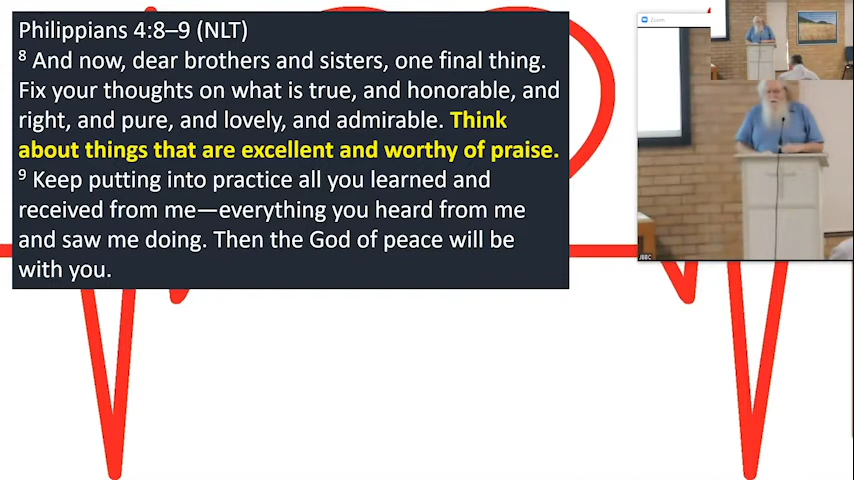 Philippians 4:8–9 (NLT)
⁸ And now, dear brothers and sisters, one final thing.
Fix your thoughts on what is true, and honorable, and
right, and pure, and lovely, and admirable. Think
about things that are excellent and worthy of praise.
⁹ Keep putting into practice all you learned and
received from me—everything you heard from me
and saw me doing. Then the God of peace will be
with you.
Zoom
JBBC